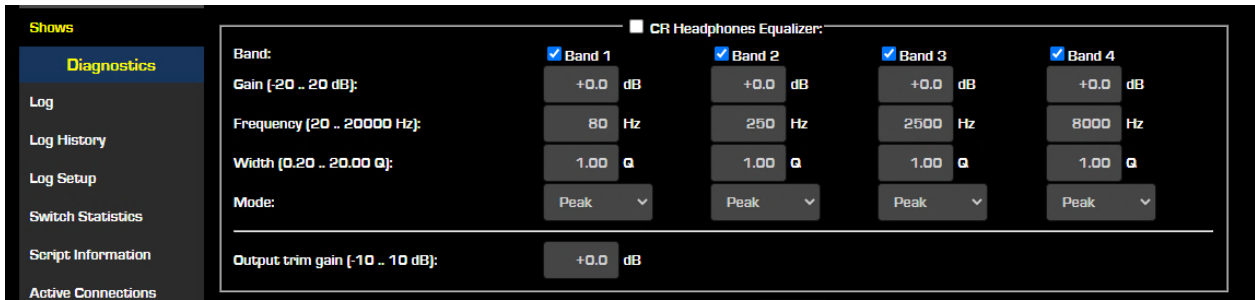 Shows
Diagnostics
Log
Log History
Log Setup
Switch Statistics
Script Information
Active Connections
CR Headphones Equalizer:
Band: Band 1 Band 2 Band 3 Band 4
Gain (-20 .. 20 dB): +0.0 dB +0.0 dB +0.0 dB +0.0 dB
Frequency (20 .. 20000 Hz): 80 Hz 250 Hz 2500 Hz 8000 Hz
Width (0.20 .. 20.00 Q): 1.00 Q 1.00 Q 1.00 Q 1.00 Q
Mode: Peak Peak Peak Peak
Output trim gain (-10 .. 10 dB): +0.0 dB